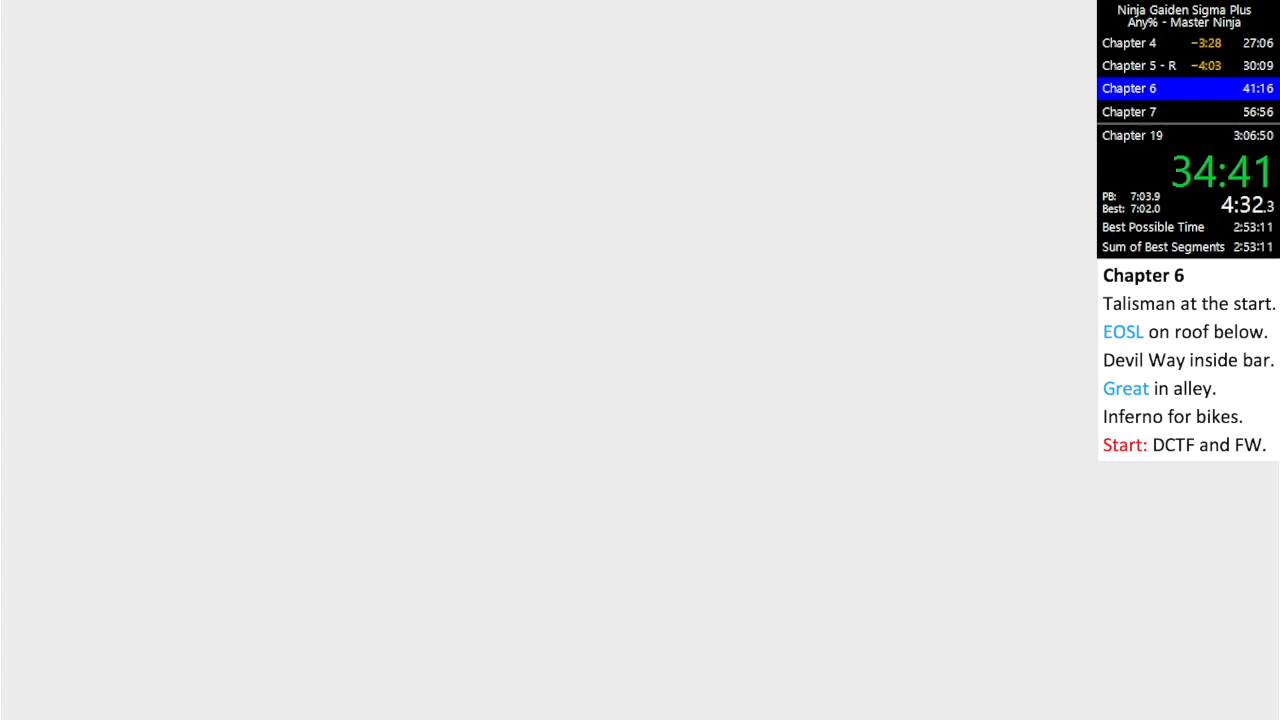 Ninja Gaiden Sigma Plus
Any% - Master Ninja
Chapter 4 −3:28 27:06
Chapter 5 - R −4:03 30:09
Chapter 6 41:16
Chapter 7 56:56
Chapter 19 3:06:50
34:41
PB: 7:03.9
Best: 7:02.0 4:32.3
Best Possible Time 2:53:11
Sum of Best Segments 2:53:11
Chapter 6
Talisman at the start.
EOSL on roof below.
Devil Way inside bar.
Great in alley.
Inferno for bikes.
Start: DCTF and FW.